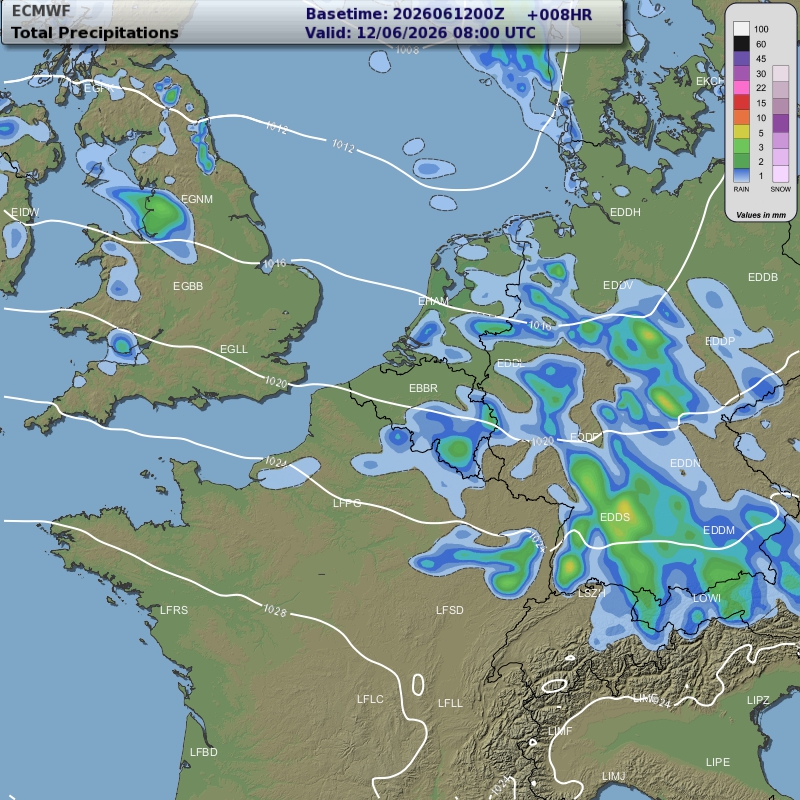 ECMWF
Basetime: 2026061200Z +008HR
Total Precipitations
Valid: 12/06/2026 08:00 UTC
100
60
45
30
22
15
10
5
3
2
1
RAIN
SNOW
Values in mm
1008
EKCH
1012
1012
EGNM
EIDW
EDDH
1016
EGBB
EDDV
EDDB
EHAM
1016
EDDP
EGLL
EDDL
1020
EBBR
1020
EDDF
1024
EDDN
LFPG
EDDS
EDDM
1024
LSZH
LOWI
1028
LFRS
LFSD
LFLC
LFLL
LIMC
1024
LIPZ
LIMF
LFBD
LIPE
LIMJ
1024